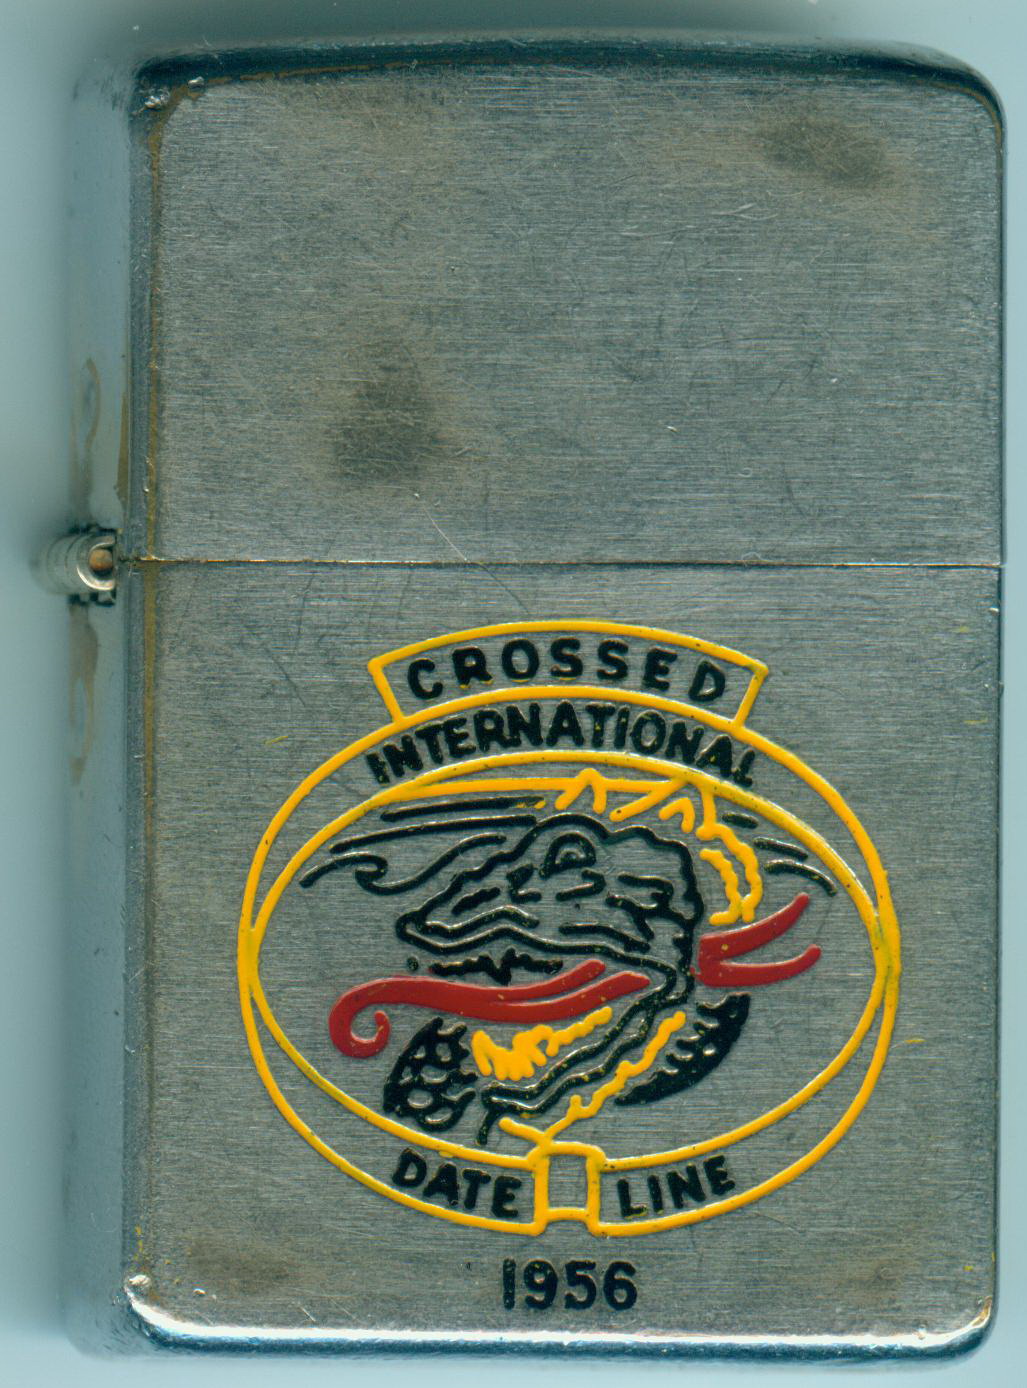 CROSSED
INTERNATIONAL
DATE LINE
1956